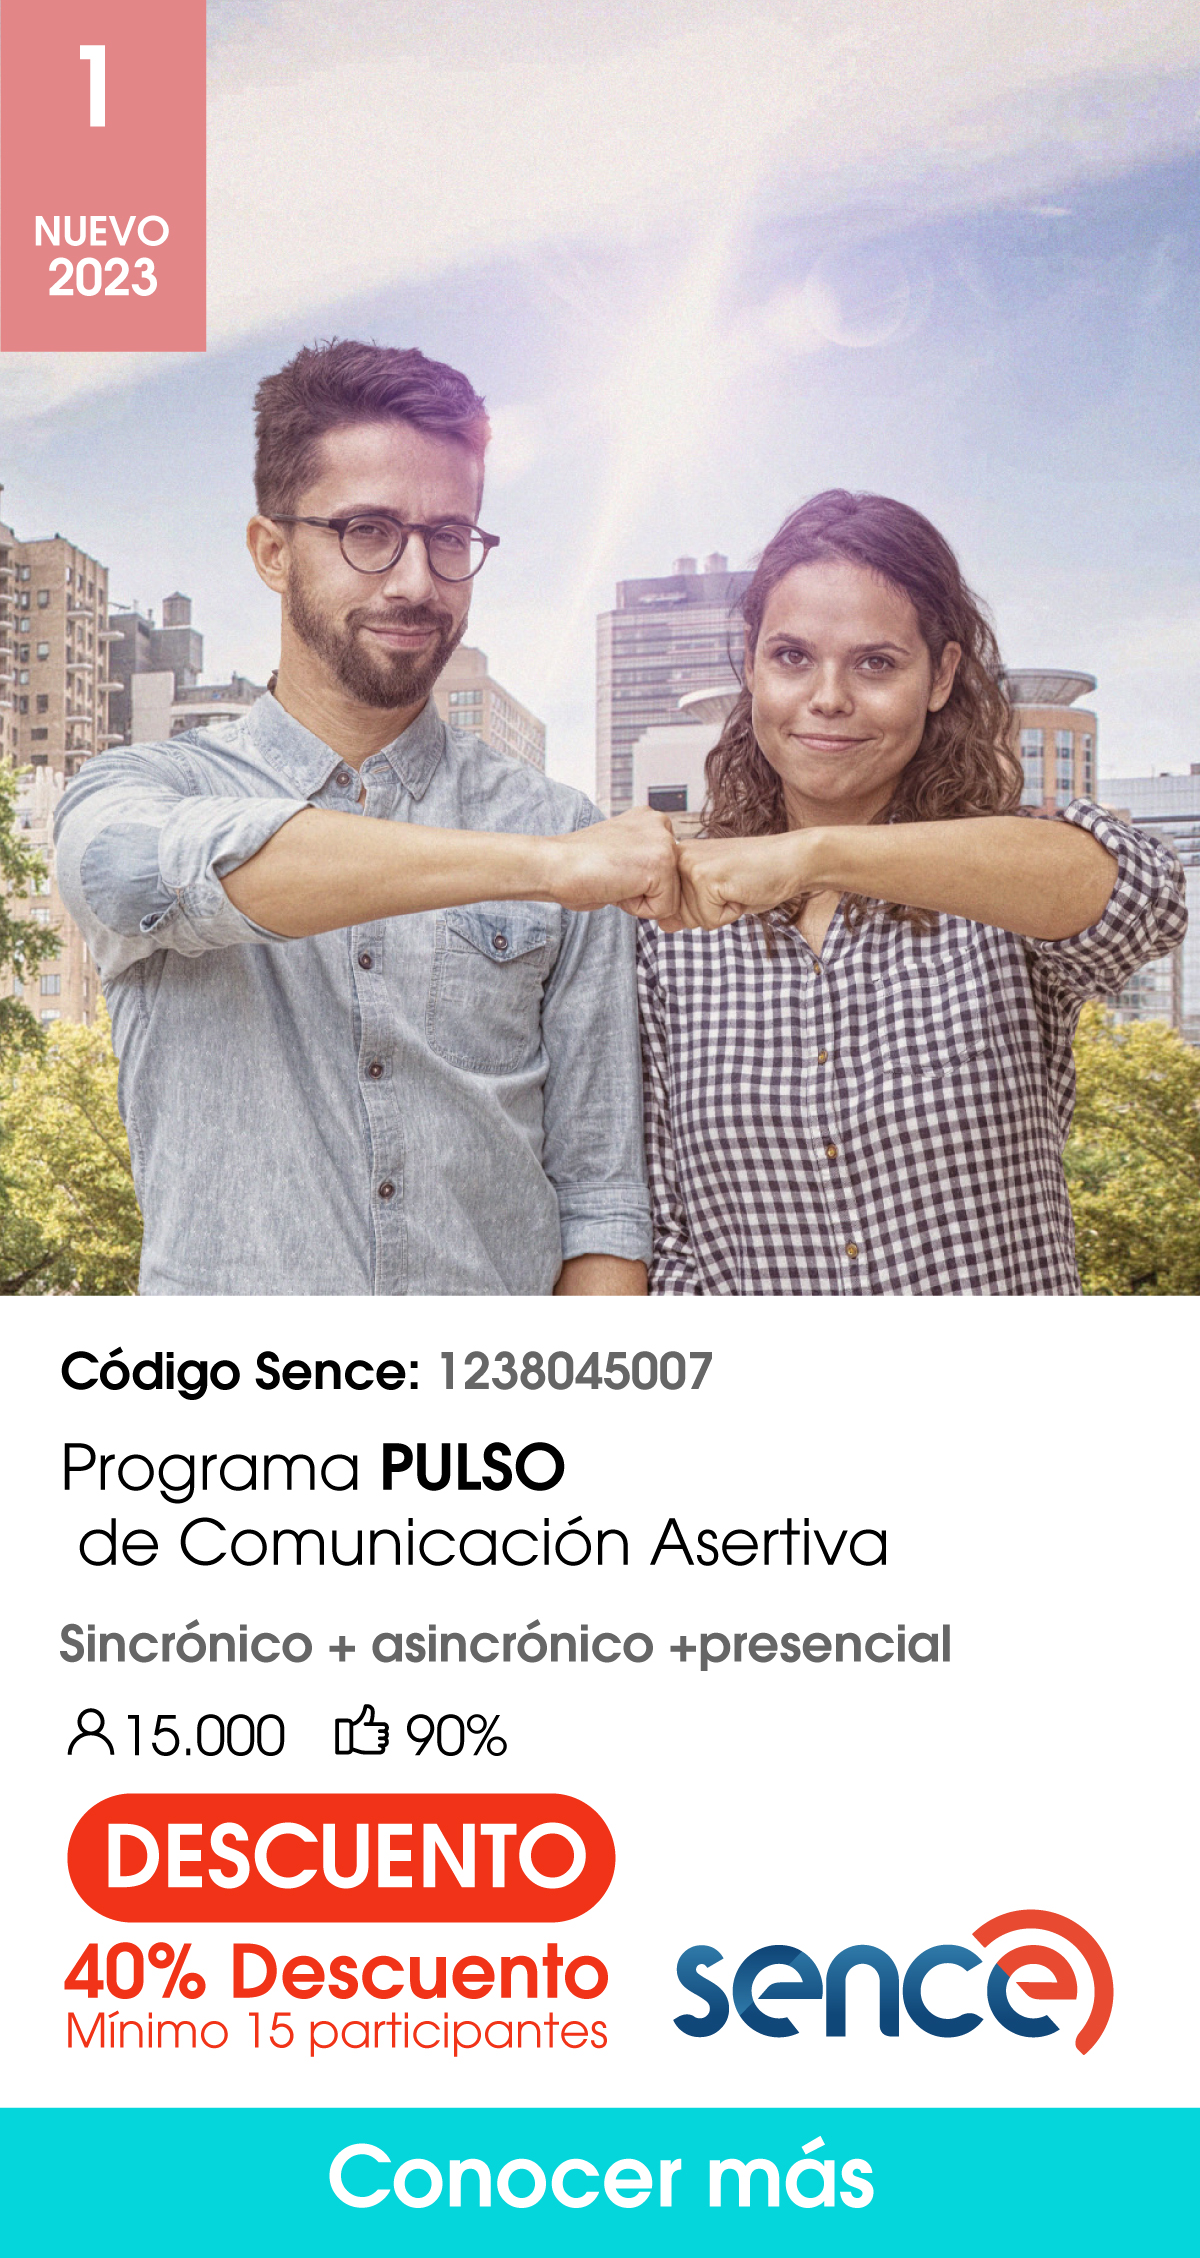 1
NUEVO
2023
Código Sence: 1238045007
Programa PULSO
de Comunicación Asertiva
Sincrónico + asincrónico +presencial
15.000 90%
DESCUENTO
40% Descuento
Mínimo 15 participantes
sence
Conocer más